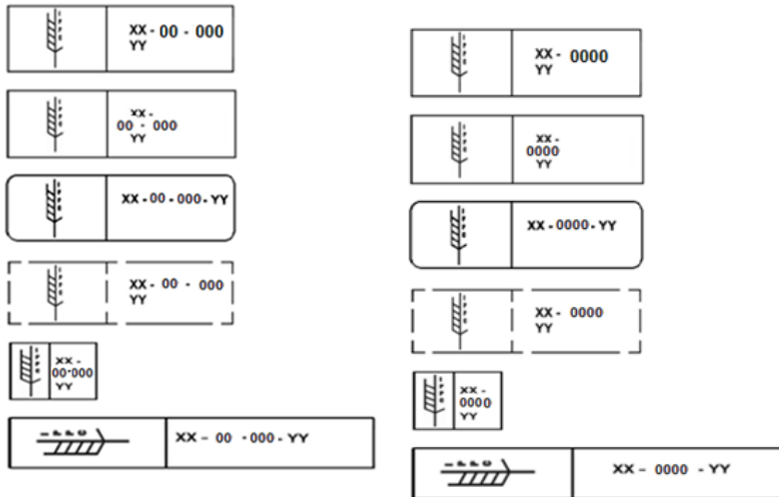 XX - 00 - 000
YY
XX -
00 - 000
YY
XX - 00 - 000 - YY
XX - 00 - 000
YY
XX -
00-000
YY
XX - 00 - 000 - YY
XX - 0000
YY
XX -
0000
YY
XX - 0000 - YY
XX - 0000
YY
XX -
0000
YY
XX - 0000 - YY